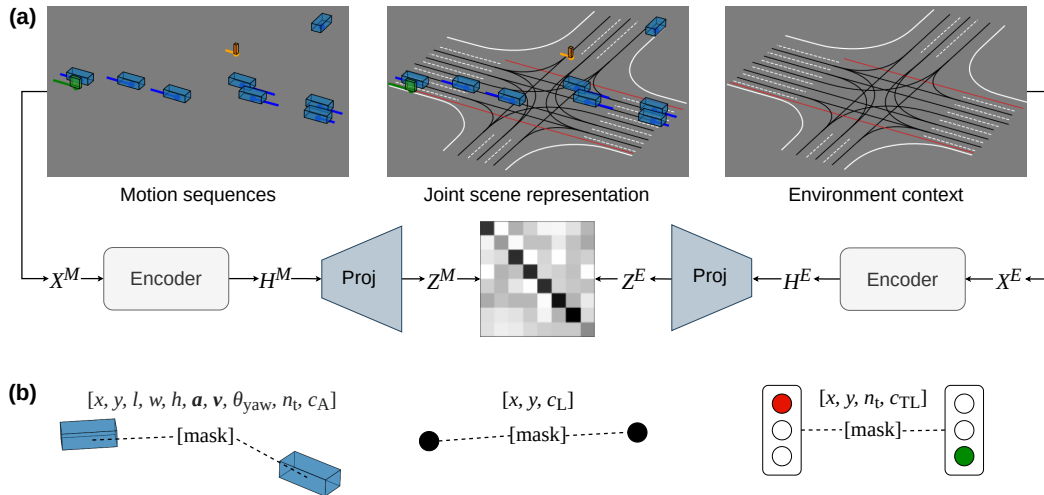 (a)
Motion sequences
Joint scene representation
Environment context
X^M Encoder H^M Proj Z^M Z^E Proj H^E Encoder X^E
(b)
[x, y, l, w, h, a, v, θ_yaw, n_t, c_A]
[x, y, c_L]
[x, y, n_t, c_TL]
[mask]
[mask]
[mask]